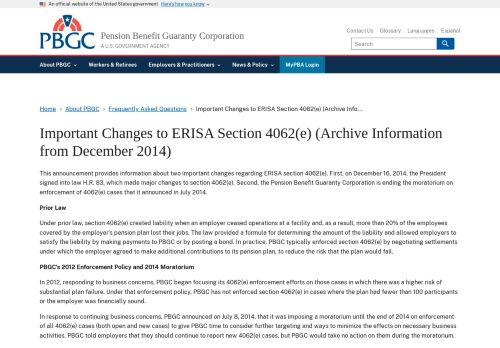 An official website of the United States government Here's how you know
PBGC
Pension Benefit Guaranty Corporation
A U.S. GOVERNMENT AGENCY
Contact Us Glossary Languages Español
Search
About PBGC Workers & Retirees Employers & Practitioners News & Policy MyPBA Login
Home › About PBGC › Frequently Asked Questions › Important Changes to ERISA Section 4062(e) (Archive Info...
Important Changes to ERISA Section 4062(e) (Archive Information
from December 2014)
This announcement provides information about two important changes regarding ERISA section 4062(e). First, on December 16, 2014, the President
signed into law H.R. 83, which made major changes to section 4062(e). Second, the Pension Benefit Guaranty Corporation is ending the moratorium on
enforcement of 4062(e) cases that it announced in July 2014.
Prior Law
Under prior law, section 4062(e) created liability when an employer ceased operations at a facility and, as a result, more than 20% of the employees
covered by the employer's pension plan lost their jobs. The law provided a formula for determining the amount of the liability and allowed employers to
satisfy the liability by making payments to PBGC or by posting a bond. In practice, PBGC typically enforced section 4062(e) by negotiating settlements
under which the employer agreed to make additional contributions to its pension plan, to reduce the risk that the plan would fail.
PBGC's 2012 Enforcement Policy and 2014 Moratorium
In 2012, responding to business concerns, PBGC began focusing its 4062(e) enforcement efforts on those cases in which there was a higher risk of
substantial plan failure. Under that enforcement policy, PBGC has not enforced section 4062(e) in cases where the plan had fewer than 100 participants
or the employer was financially sound.
In response to continuing business concerns, PBGC announced on July 8, 2014, that it was imposing a moratorium until the end of 2014 on enforcement
of all 4062(e) cases (both open and new cases) to give PBGC time to consider further targeting and ways to minimize the effects on necessary business
activities. PBGC told employers that they should continue to report new 4062(e) cases, but PBGC would take no action on them during the moratorium.